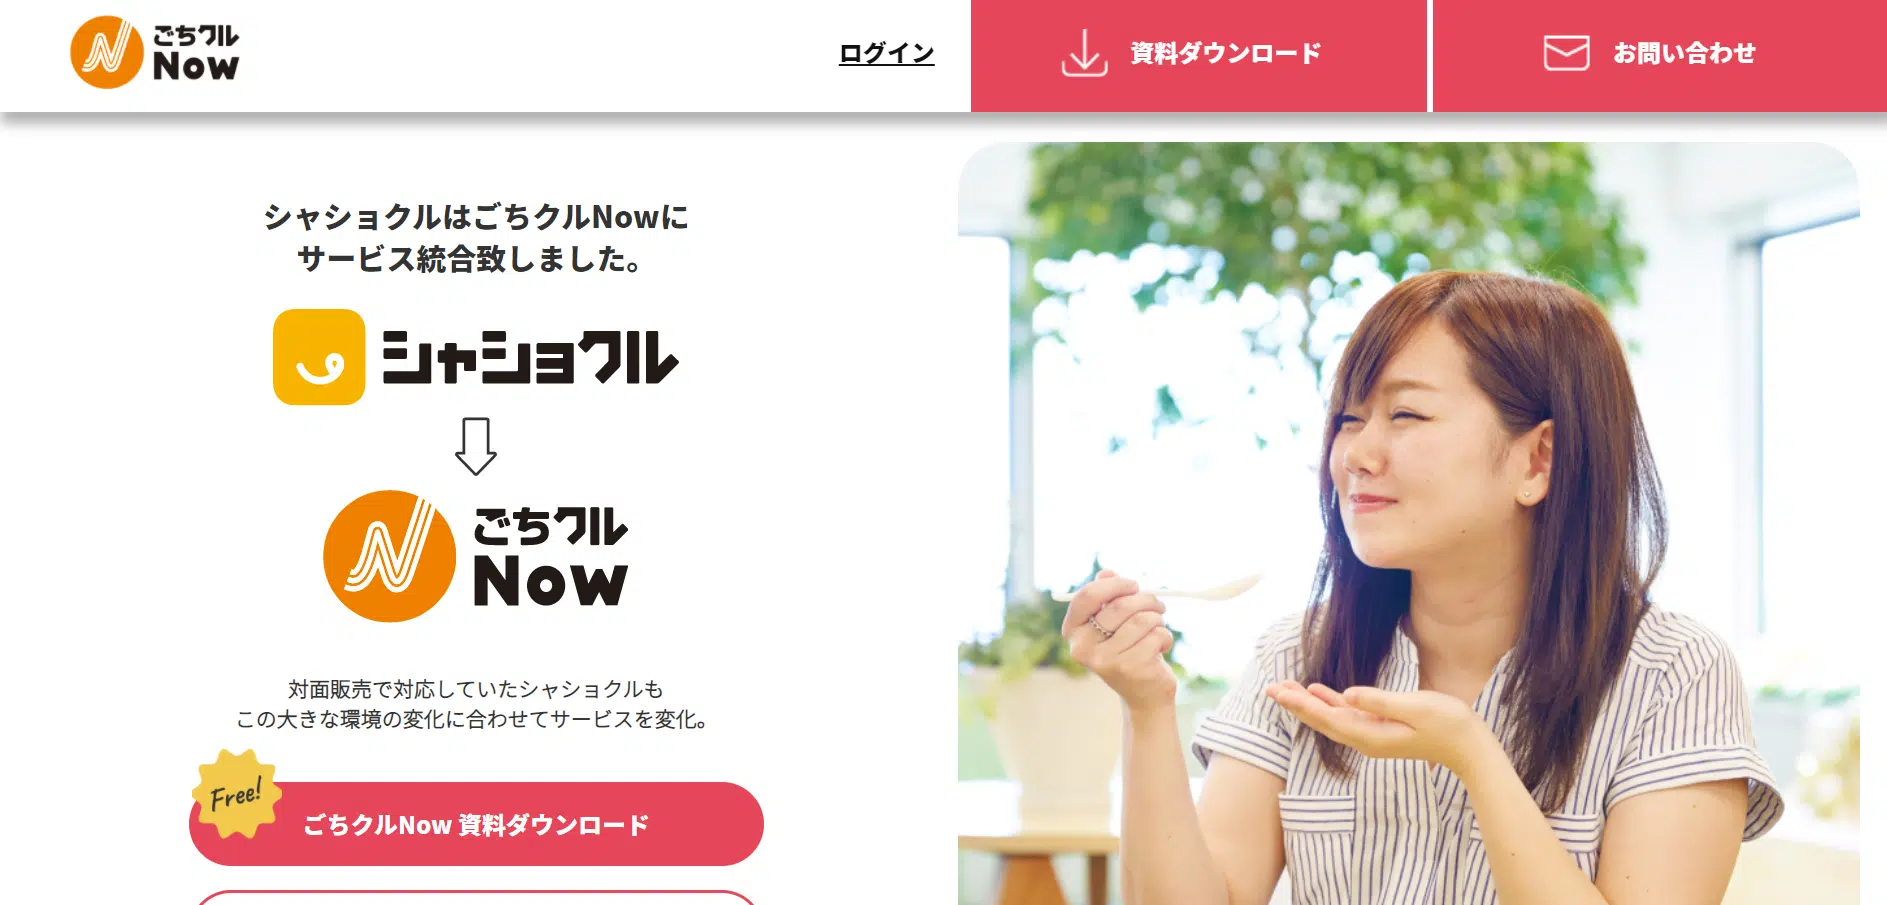 ごちクル
Now
ログイン
資料ダウンロード
お問い合わせ
シャショクルはごちクルNowに
サービス統合致しました。
シャショクル
ごちクル
Now
対面販売で対応していたシャショクルも
この大きな環境の変化に合わせてサービスを変化。
Free!
ごちクルNow 資料ダウンロード